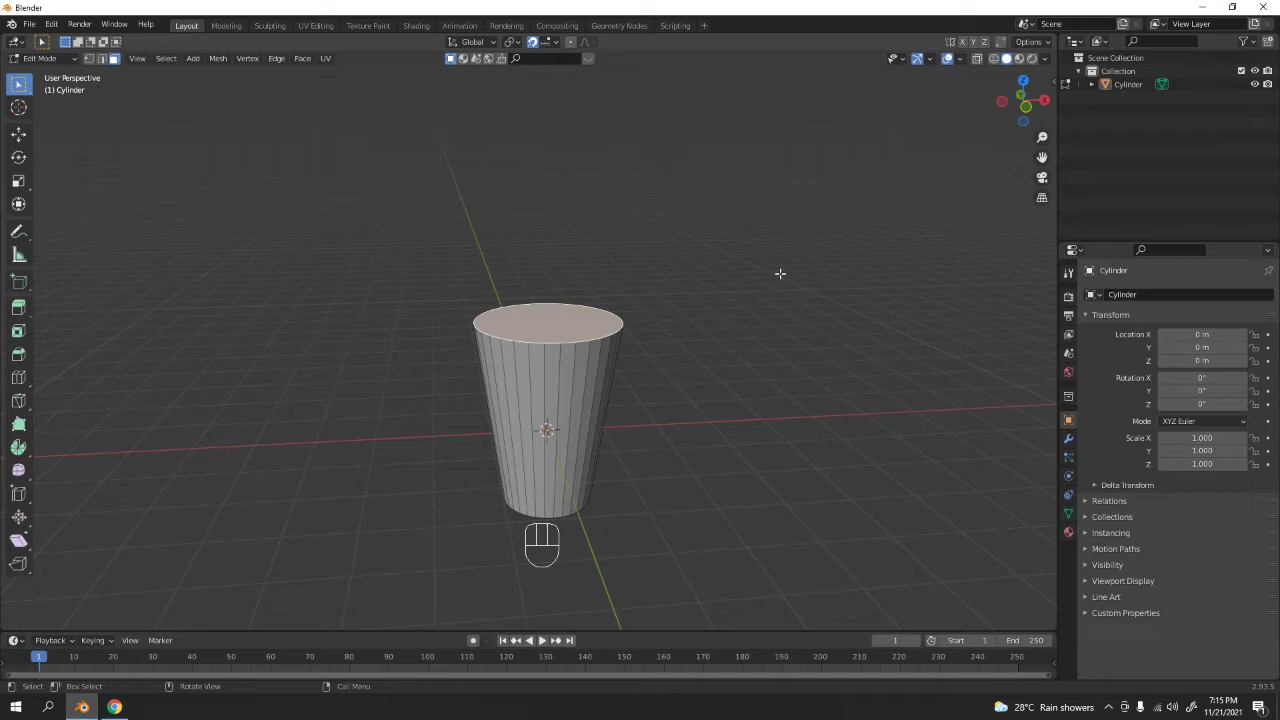 Blender
File Edit Render Window Help Layout Modeling Sculpting UV Editing Texture Paint Shading Animation Rendering Compositing Geometry Nodes Scripting + Scene View Layer
Global X Y Z Options
Edit Mode View Select Add Mesh Vertex Edge Face UV
User Perspective
(1) Cylinder
Z
X
Y
Scene Collection
Collection
Cylinder
Cylinder
Cylinder
Transform
Location X 0 m
Y 0 m
Z 0 m
Rotation X 0°
Y 0°
Z 0°
Mode XYZ Euler
Scale X 1.000
Y 1.000
Z 1.000
Delta Transform
Relations
Collections
Instancing
Motion Paths
Visibility
Viewport Display
Line Art
Custom Properties
Playback Keying View Marker 1 Start 1 End 250
1 10 20 30 40 50 60 70 80 90 100 110 120 130 140 150 160 170 180 190 200 210 220 230 240 250
Select Box Select Rotate View Call Menu 2.93.5
28°C Rain showers 7:15 PM
11/21/2021